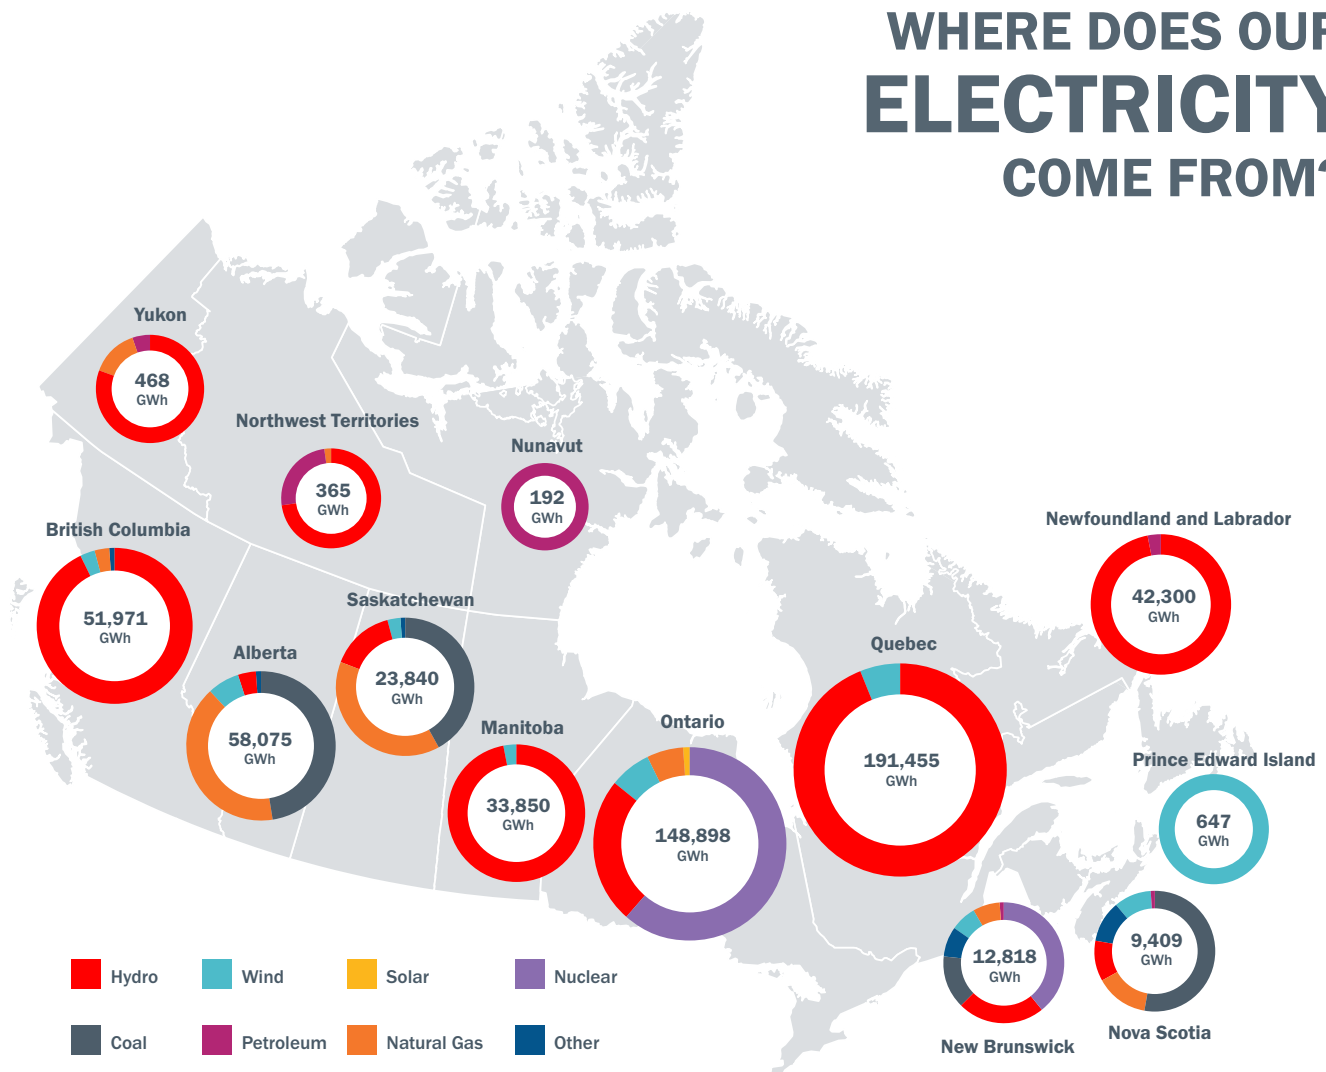 WHERE DOES OUR
ELECTRICITY
COME FROM?
Yukon
468
GWh
Northwest Territories
365
GWh
Nunavut
192
GWh
British Columbia
51,971
GWh
Alberta
58,075
GWh
Saskatchewan
23,840
GWh
Manitoba
33,850
GWh
Ontario
148,898
GWh
Quebec
191,455
GWh
Newfoundland and Labrador
42,300
GWh
Prince Edward Island
647
GWh
12,818
GWh
New Brunswick
9,409
GWh
Nova Scotia
Hydro
Wind
Solar
Nuclear
Coal
Petroleum
Natural Gas
Other